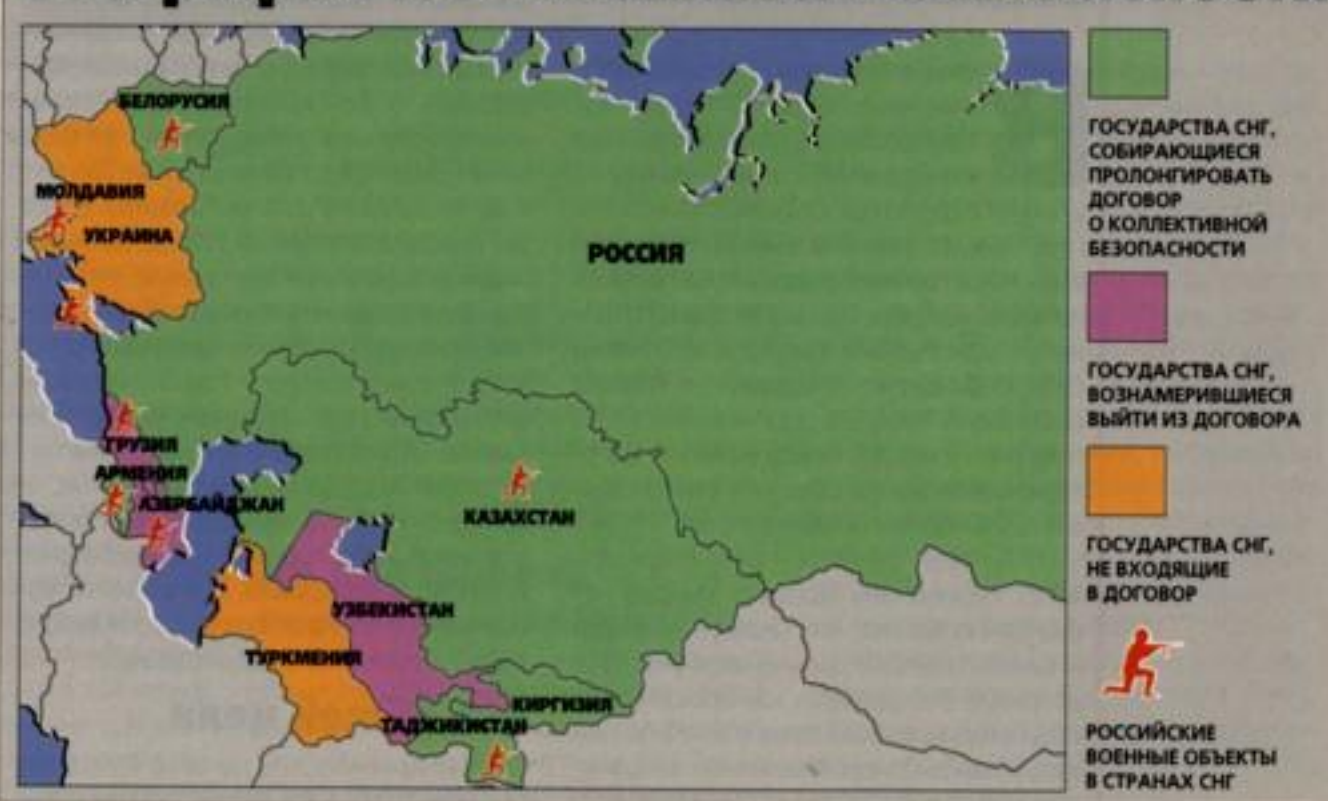 БЕЛОРУСИЯ
МОЛДАВИЯ
УКРАИНА
РОССИЯ
ГРУЗИЯ
АРМЕНИЯ
АЗЕРБАЙДЖАН
КАЗАХСТАН
УЗБЕКИСТАН
ТУРКМЕНИЯ
КИРГИЗИЯ
ТАДЖИКИСТАН
ГОСУДАРСТВА СНГ,
СОБИРАЮЩИЕСЯ
ПРОЛОНГИРОВАТЬ
ДОГОВОР
О КОЛЛЕКТИВНОЙ
БЕЗОПАСНОСТИ
ГОСУДАРСТВА СНГ,
ВОЗНАМЕРИВШИЕСЯ
ВЫЙТИ ИЗ ДОГОВОРА
ГОСУДАРСТВА СНГ,
НЕ ВХОДЯЩИЕ
В ДОГОВОР
РОССИЙСКИЕ
ВОЕННЫЕ ОБЪЕКТЫ
В СТРАНАХ СНГ